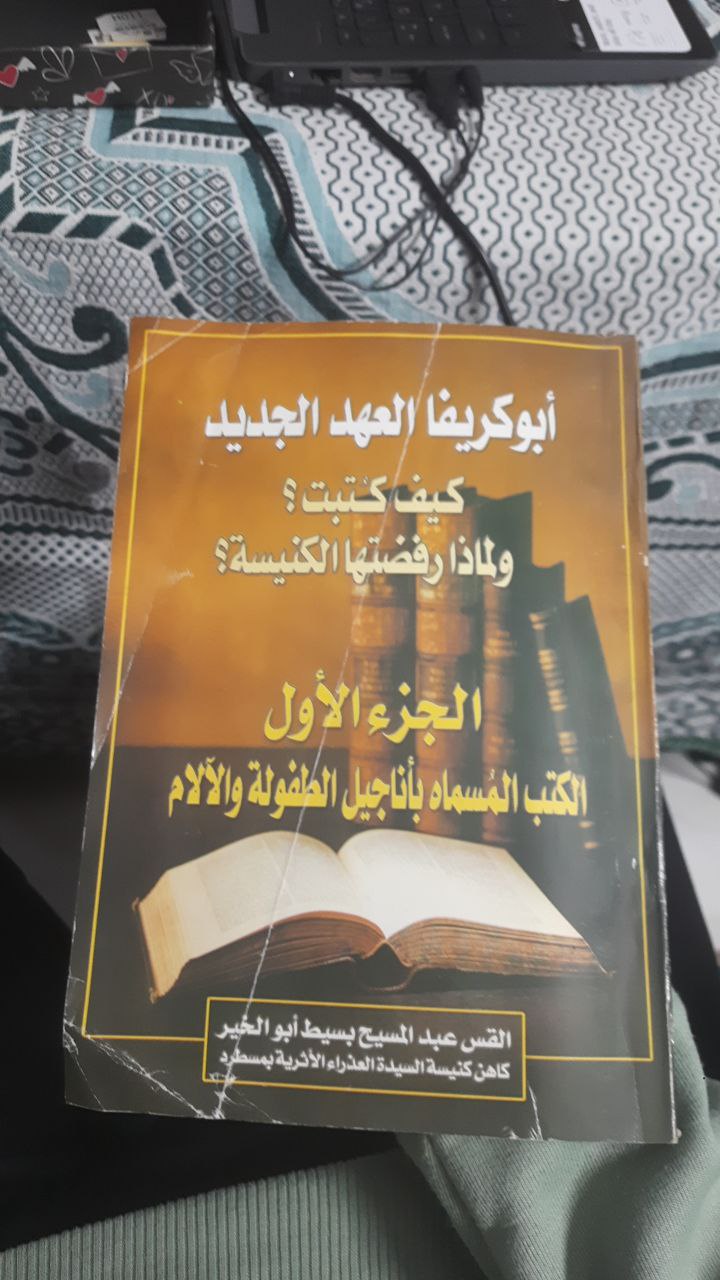 أبوكريفا العهد الجديد
كيف كُتبت؟
ولماذا رفضتها الكنيسة؟
الجزء الأول
الكتب المُسماه بأناجيل الطفولة والآلام
القس عبد المسيح بسيط أبو الخير
كاهن كنيسة السيدة العذراء الأثرية بمسطرد